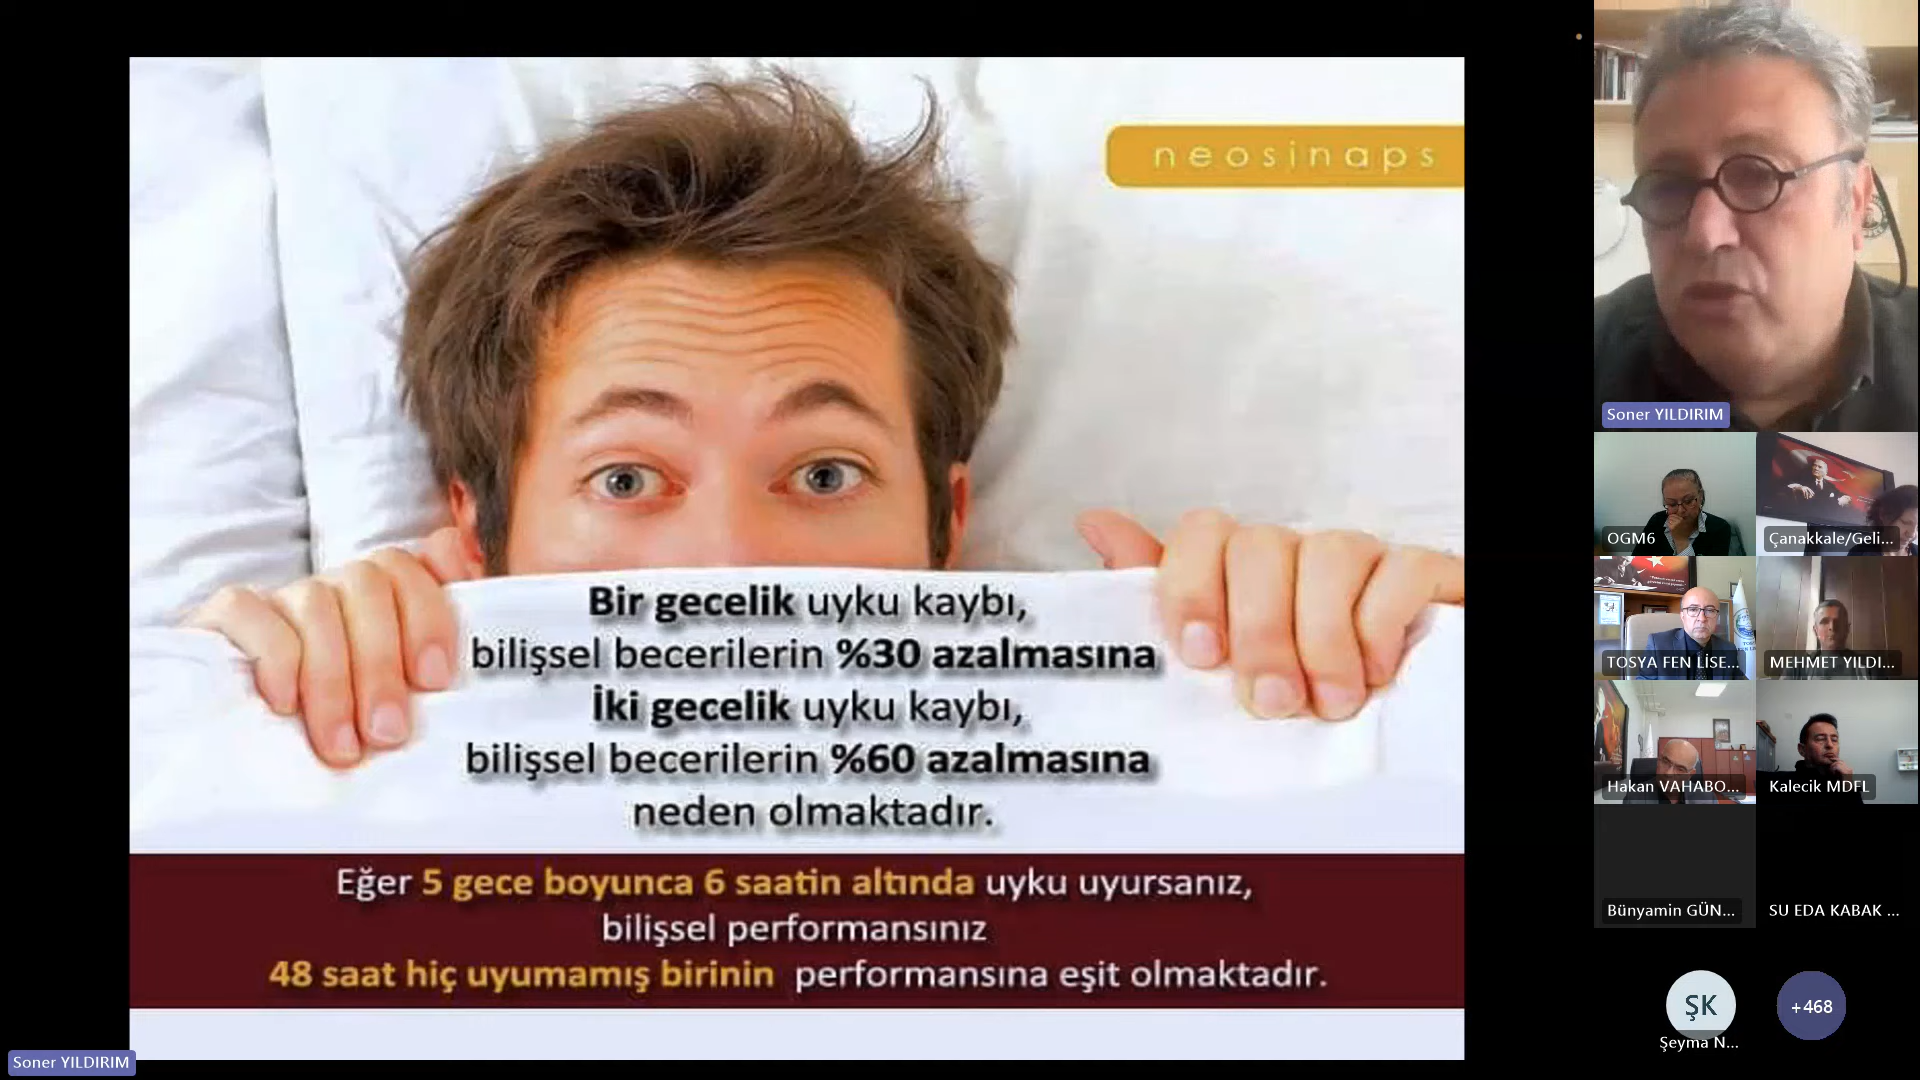 neosinaps
Bir gecelik uyku kaybı,
bilişsel becerilerin %30 azalmasına
İki gecelik uyku kaybı,
bilişsel becerilerin %60 azalmasına
neden olmaktadır.
Eğer 5 gece boyunca 6 saatin altında uyku uyursanız,
bilişsel performansınız
48 saat hiç uyumamış birinin performansına eşit olmaktadır.
Soner YILDIRIM
Soner YILDIRIM
OGM6
Çanakkale/Geli...
TOSYA FEN LİSE...
MEHMET YILDI...
Hakan VAHABO...
Kalecik MDFL
Bünyamin GÜN...
SU EDA KABAK ...
ŞK
+468
Şeyma N...